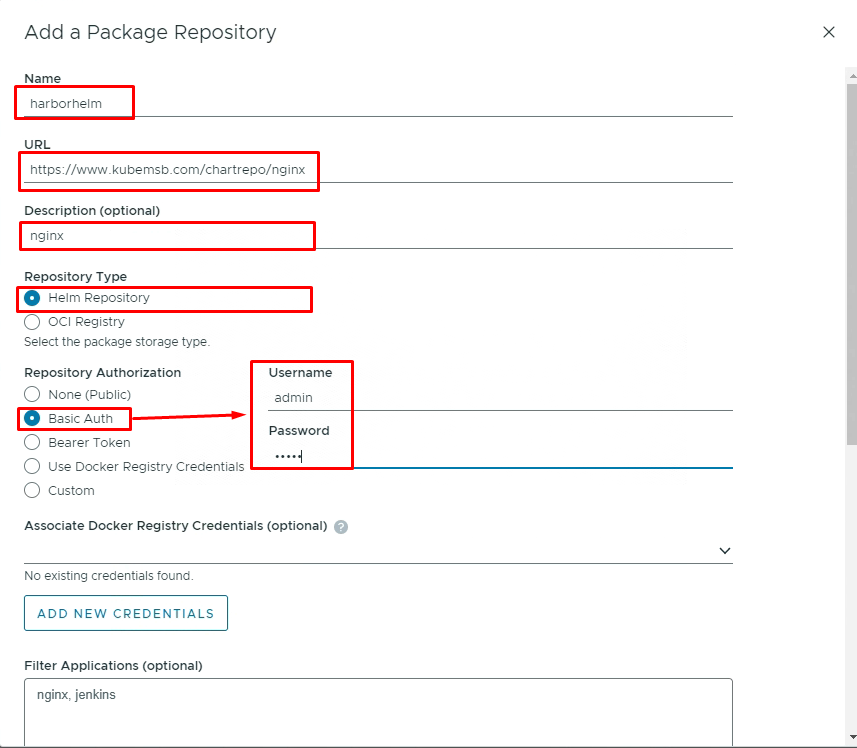 Add a Package Repository
Name
harborhelm
URL
https://www.kubemsb.com/chartrepo/nginx
Description (optional)
nginx
Repository Type
Helm Repository
OCI Registry
Select the package storage type.
Repository Authorization
None (Public)
Basic Auth
Bearer Token
Use Docker Registry Credentials
Custom
Username
admin
Password
•••••
Associate Docker Registry Credentials (optional) ?
No existing credentials found.
ADD NEW CREDENTIALS
Filter Applications (optional)
nginx, jenkins